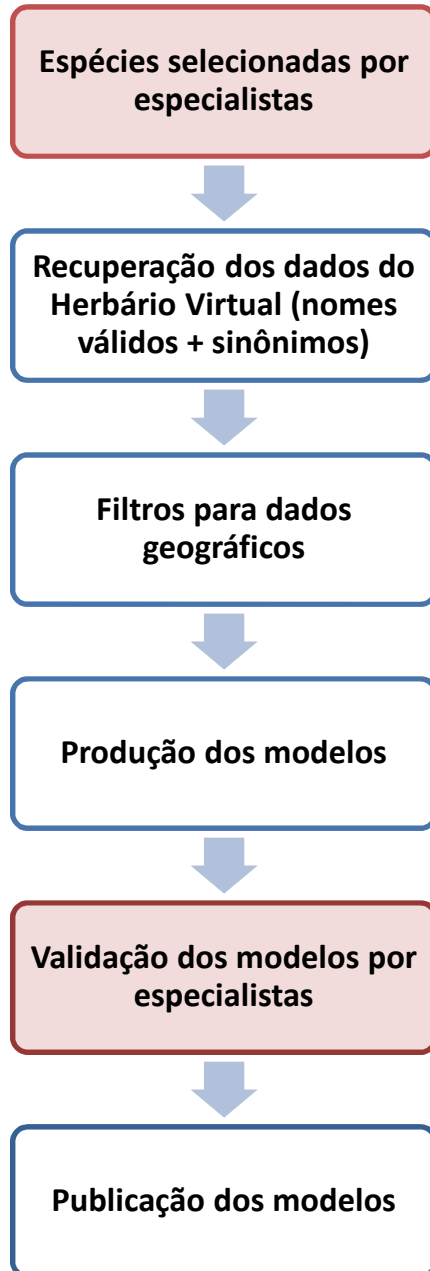 Espécies selecionadas por
especialistas
Recuperação dos dados do
Herbário Virtual (nomes
válidos + sinônimos)
Filtros para dados
geográficos
Produção dos modelos
Validação dos modelos por
especialistas
Publicação dos modelos